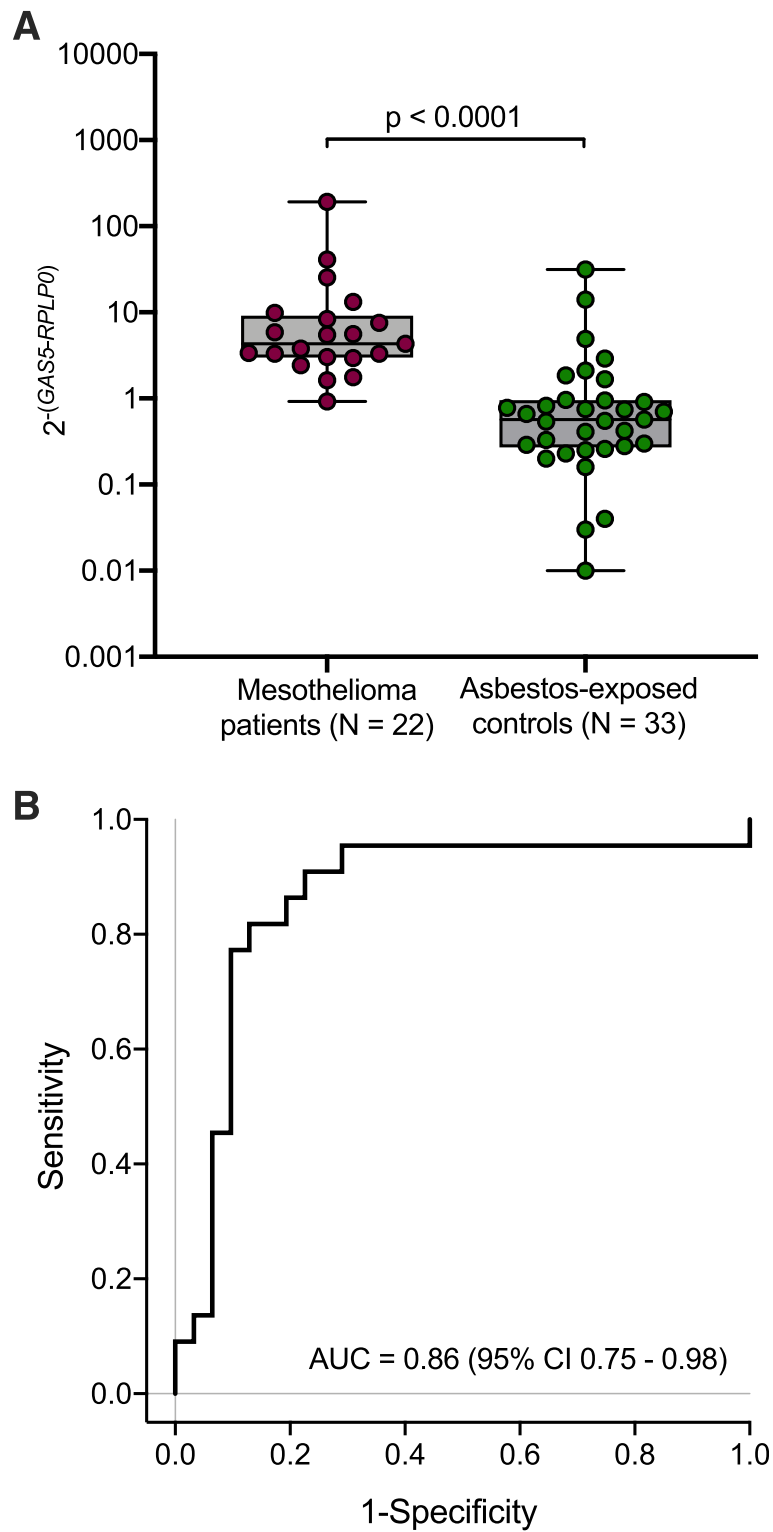 A
10000
1000
100
10
1
0.1
0.01
0.001
2-(GAS5-RPLP0)
p < 0.0001
Mesothelioma
patients (N = 22)
Asbestos-exposed
controls (N = 33)
B
1.0
0.8
0.6
0.4
0.2
0.0
Sensitivity
AUC = 0.86 (95% CI 0.75 - 0.98)
0.0 0.2 0.4 0.6 0.8 1.0
1-Specificity